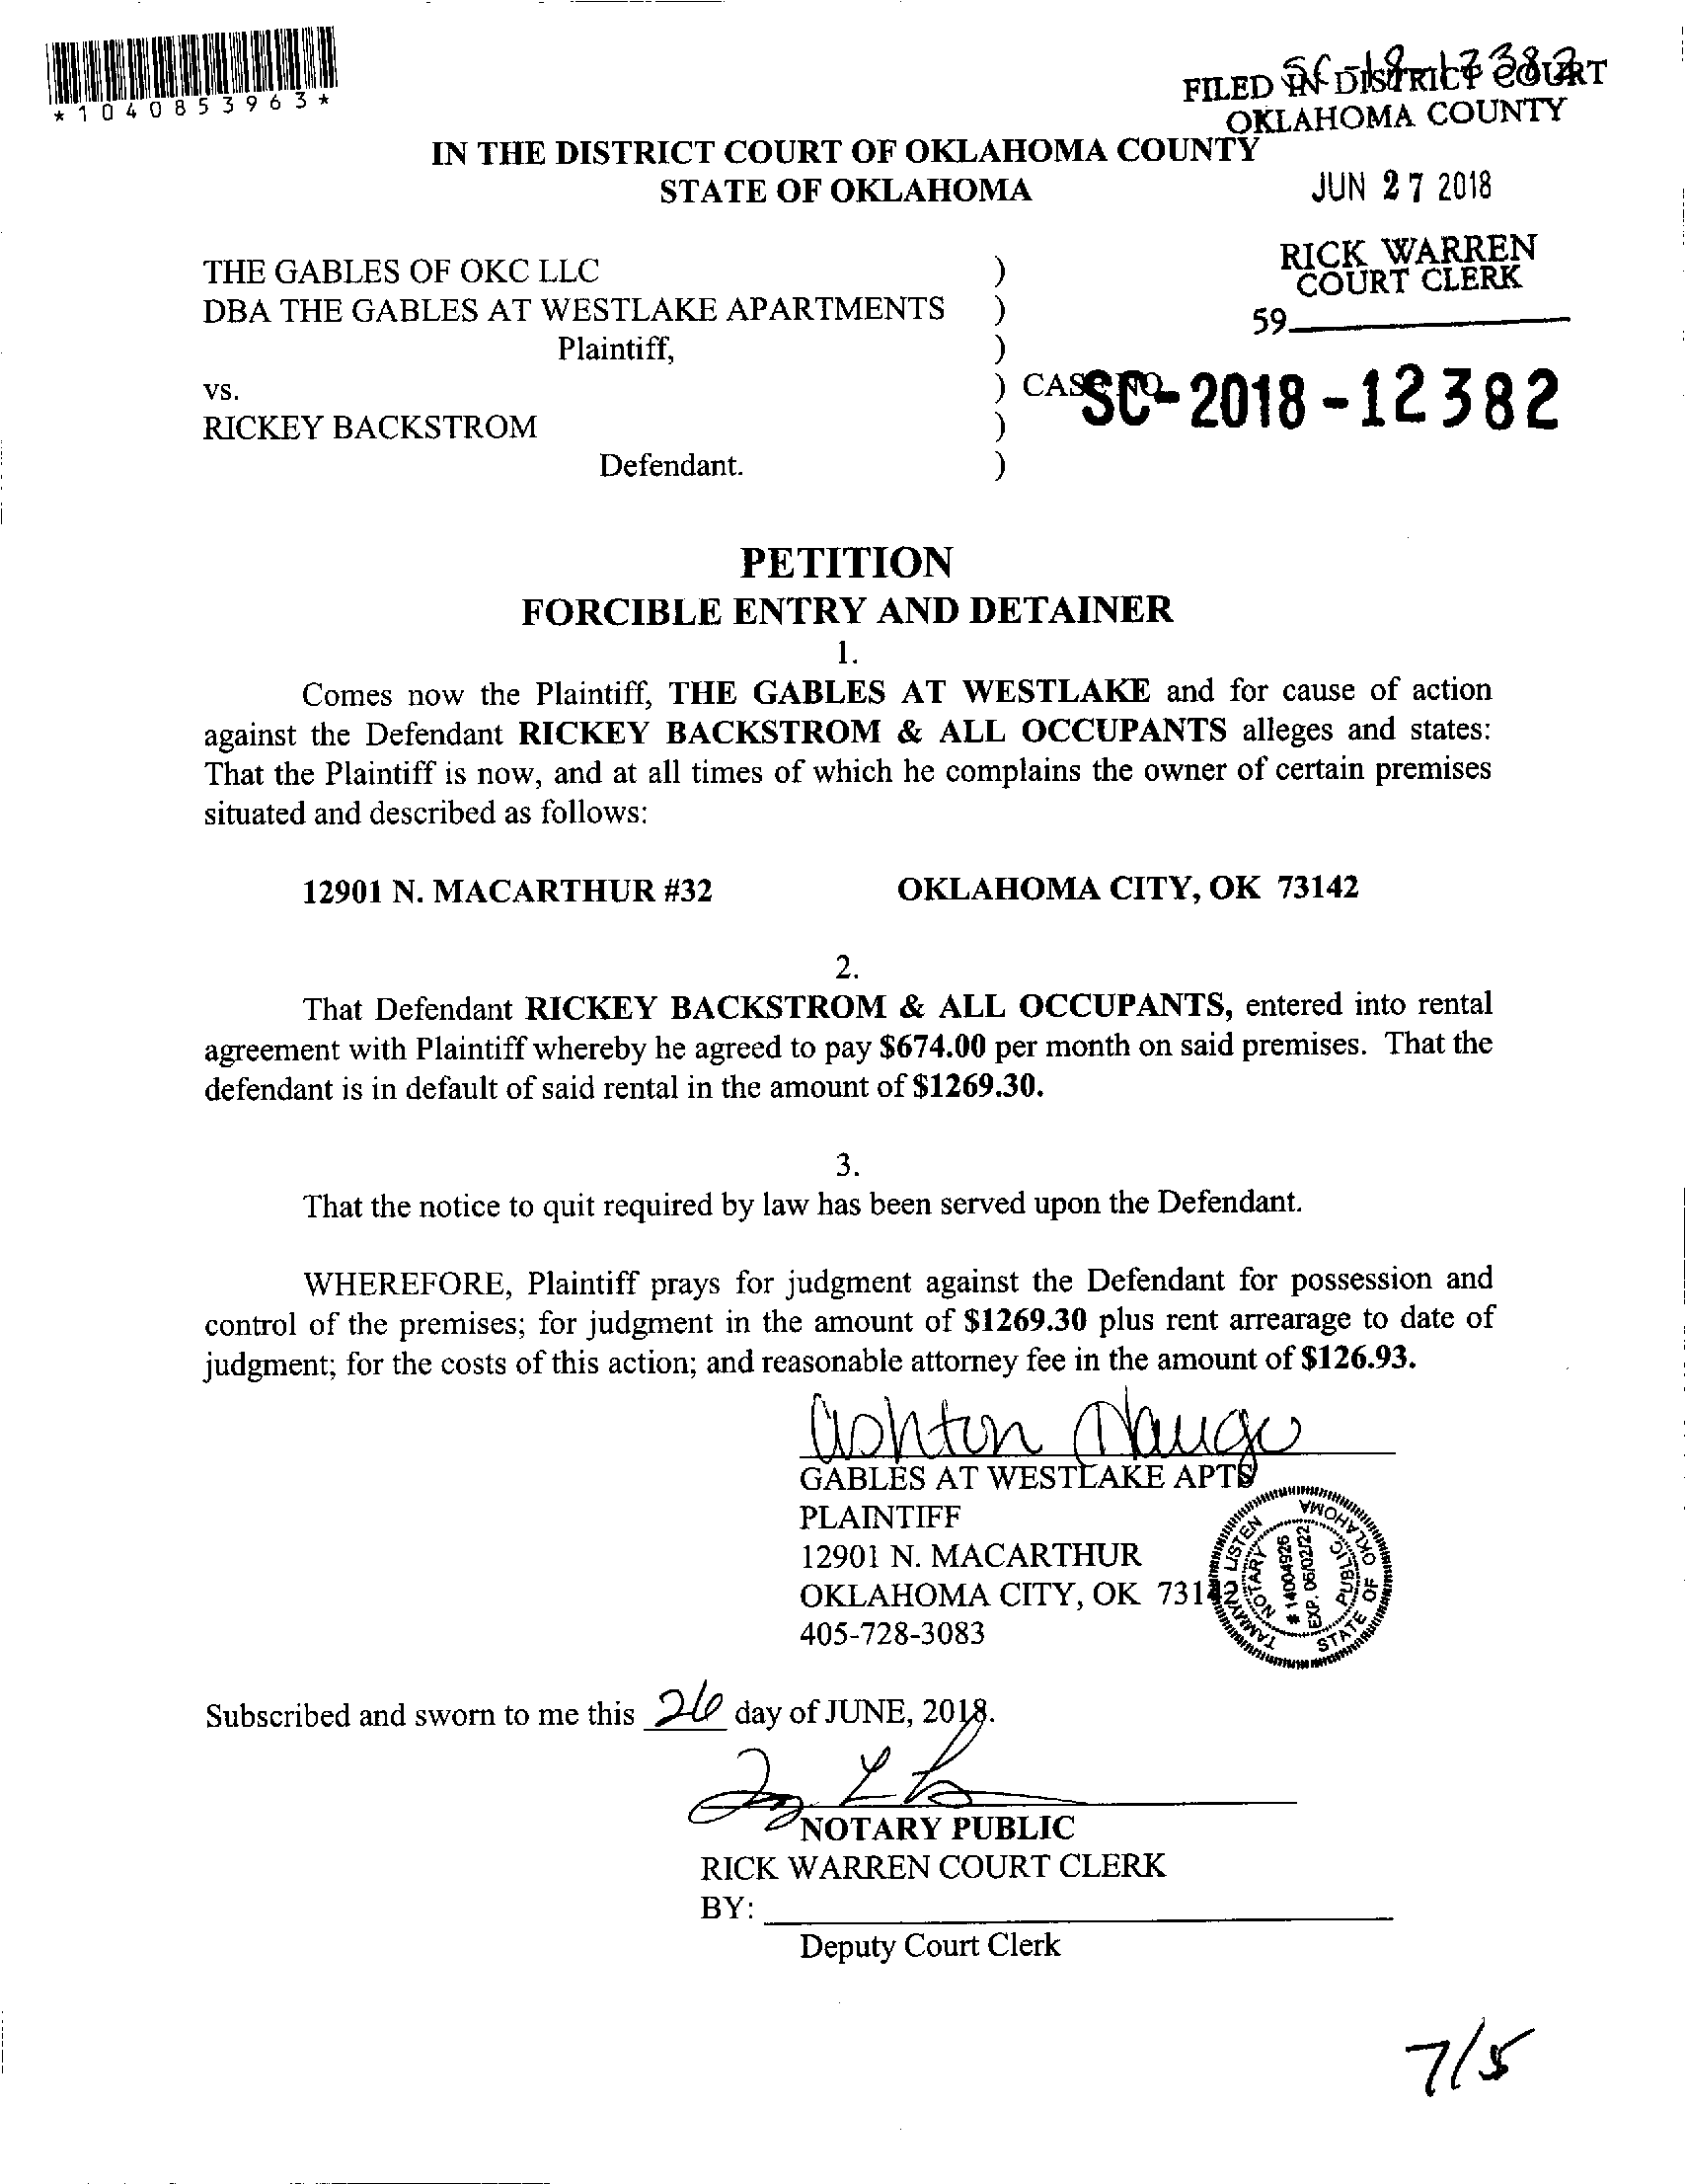 *1040853963*
SC-18-12382
FILED IN DISTRICT COURT
OKLAHOMA COUNTY
IN THE DISTRICT COURT OF OKLAHOMA COUNTY
STATE OF OKLAHOMA
JUN 27 2018
RICK WARREN
COURT CLERK
59
THE GABLES OF OKC LLC )
DBA THE GABLES AT WESTLAKE APARTMENTS )
Plaintiff, )
vs. ) CASE NO. SC-2018-12382
RICKEY BACKSTROM )
Defendant. )
PETITION
FORCIBLE ENTRY AND DETAINER
1.
Comes now the Plaintiff, THE GABLES AT WESTLAKE and for cause of action
against the Defendant RICKEY BACKSTROM & ALL OCCUPANTS alleges and states:
That the Plaintiff is now, and at all times of which he complains the owner of certain premises
situated and described as follows:
12901 N. MACARTHUR #32 OKLAHOMA CITY, OK 73142
2.
That Defendant RICKEY BACKSTROM & ALL OCCUPANTS, entered into rental
agreement with Plaintiff whereby he agreed to pay $674.00 per month on said premises. That the
defendant is in default of said rental in the amount of $1269.30.
3.
That the notice to quit required by law has been served upon the Defendant.
WHEREFORE, Plaintiff prays for judgment against the Defendant for possession and
control of the premises; for judgment in the amount of $1269.30 plus rent arrearage to date of
judgment; for the costs of this action; and reasonable attorney fee in the amount of $126.93.
Ashton
GABLES AT WESTLAKE APTS
PLAINTIFF
12901 N. MACARTHUR
OKLAHOMA CITY, OK 73142
405-728-3083
TAMMYN LISTEN
NOTARY PUBLIC
# 14004926
EXP. 06/02/22
STATE OF OKLAHOMA
Subscribed and sworn to me this 26 day of JUNE, 2018.
NOTARY PUBLIC
RICK WARREN COURT CLERK
BY:
Deputy Court Clerk
7/5